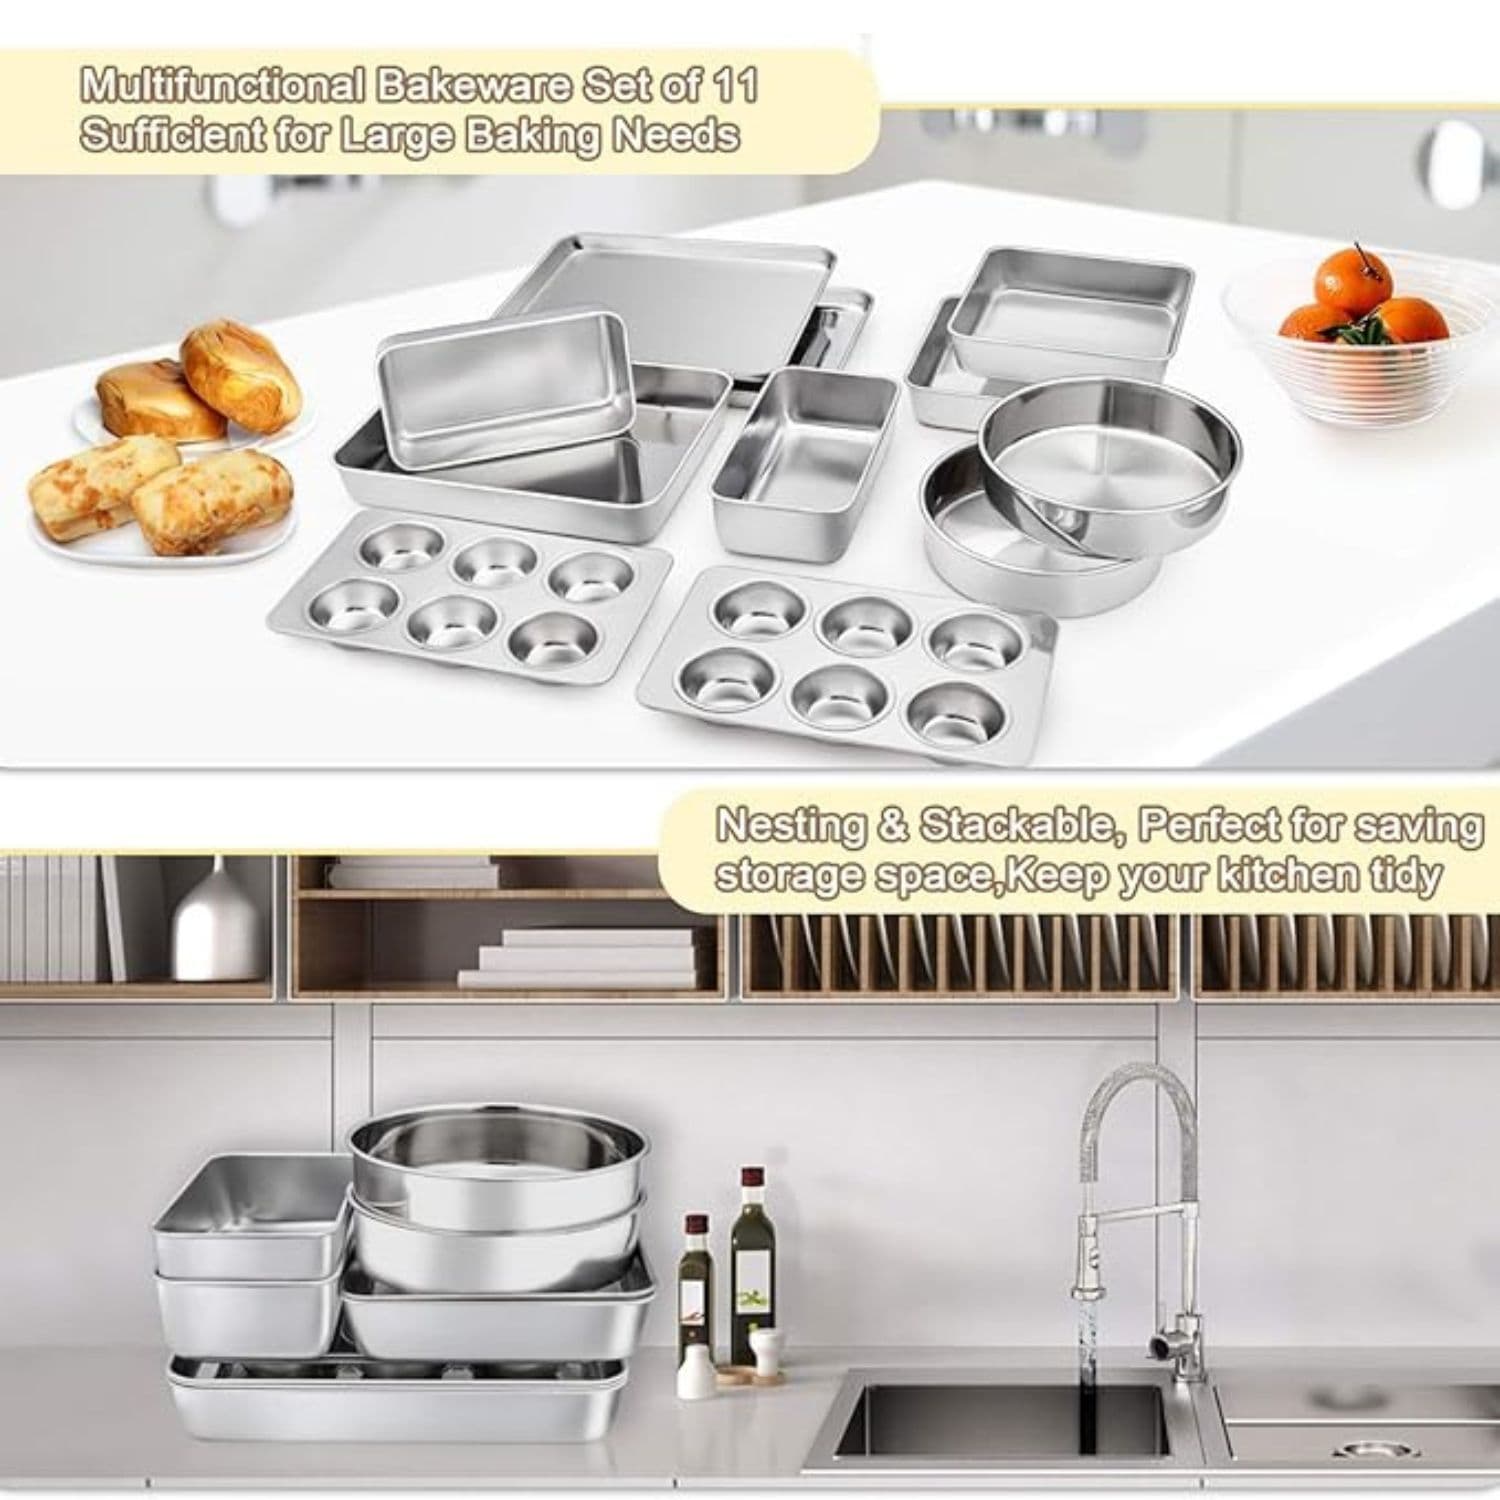 Multifunctional Bakeware Set of 11
Sufficient for Large Baking Needs
Nesting & Stackable, Perfect for saving
storage space,Keep your kitchen tidy